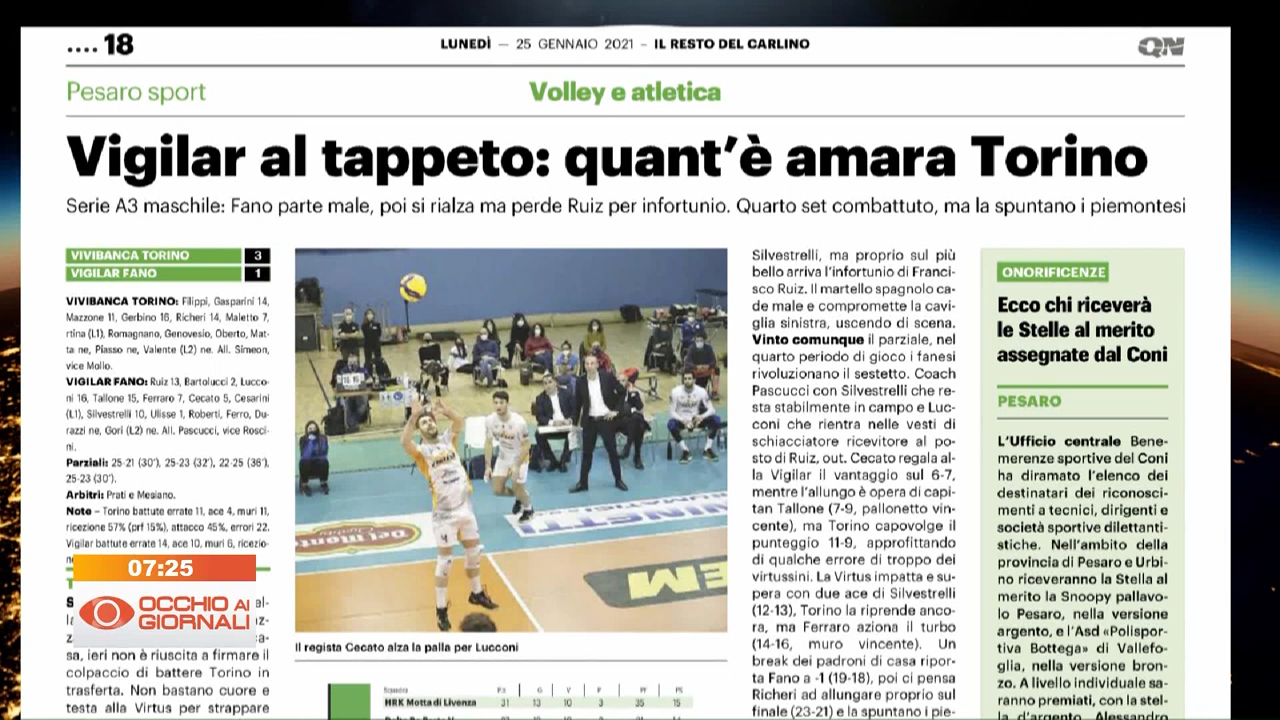 .... 18
LUNEDÌ — 25 GENNAIO 2021 – IL RESTO DEL CARLINO
QN
Pesaro sport
Volley e atletica
Vigilar al tappeto: quant'è amara Torino
Serie A3 maschile: Fano parte male, poi si rialza ma perde Ruiz per infortunio. Quarto set combattuto, ma la spuntano i piemontesi
VIVIBANCA TORINO 3
VIGILAR FANO 1
VIVIBANCA TORINO: Filippi, Gasparini 14,
Mazzone 11, Gerbino 16, Richeri 14, Maletto 7,
rtina (L1), Romagnano, Genovesio, Oberto, Mat-
ta ne, Piasso ne, Valente (L2) ne. All. Simeon,
vice Mollo.
VIGILAR FANO: Ruiz 13, Bartolucci 2, Lucco-
ni 16, Tallone 15, Ferraro 7, Cecato 5, Cesarini
(L1), Silvestrelli 10, Ulisse 1, Roberti, Ferro, Du-
razzi ne, Gori (L2) ne. All. Pascucci, vice Rosci-
ni.
Parziali: 25-21 (30'), 25-23 (32'), 22-25 (36'),
25-23 (30').
Arbitri: Prati e Mesiano.
Note – Torino battute errate 11, ace 4, muri 11,
ricezione 57% (prf 15%), attacco 45%, errori 22.
Vigilar battute errate 14, ace 10, muri 6, ricezio-
07:25
OCCHIO AI
GIORNALI
sa, ieri non è riuscita a firmare il
colpaccio di battere Torino in
trasferta. Non bastano cuore e
testa alla Virtus per strappare
Del Monte
Il regista Cecato alza la palla per Lucconi
Squadra P.ti G V P PF PS
HRK Motta di Livenza 31 13 10 3 35 15
Silvestrelli, ma proprio sul più
bello arriva l'infortunio di Franci-
sco Ruiz. Il martello spagnolo ca-
de male e compromette la cavi-
glia sinistra, uscendo di scena.
Vinto comunque il parziale, nel
quarto periodo di gioco i fanesi
rivoluzionano il sestetto. Coach
Pascucci con Silvestrelli che re-
sta stabilmente in campo e Luc-
coni che rientra nelle vesti di
schiacciatore ricevitore al po-
sto di Ruiz, out. Cecato regala al-
la Vigilar il vantaggio sul 6-7,
mentre l'allungo è opera di capi-
tan Tallone (7-9, pallonetto vin-
cente), ma Torino capovolge il
punteggio 11-9, approfittando
di qualche errore di troppo dei
virtussini. La Virtus impatta e su-
pera con due ace di Silvestrelli
(12-13), Torino la riprende anco-
ra, ma Ferraro aziona il turbo
(14-16, muro vincente). Un
break dei padroni di casa ripor-
ta Fano a -1 (19-18), poi ci pensa
Richeri ad allungare proprio sul
finale (23-21) e la spuntano i pie-
ONORIFICENZE
Ecco chi riceverà
le Stelle al merito
assegnate dal Coni
PESARO
L'Ufficio centrale Bene-
merenze sportive del Coni
ha diramato l'elenco dei
destinatari dei riconosci-
menti a tecnici, dirigenti e
società sportive dilettanti-
stiche. Nell'ambito della
provincia di Pesaro e Urbi-
no riceveranno la Stella al
merito la Snoopy pallavo-
lo Pesaro, nella versione
argento, e l'Asd «Polispor-
tiva Bottega» di Vallefo-
glia, nella versione bron-
zo. A livello individuale sa-
ranno premiati, con la stel-
la d'argento, Alessandro